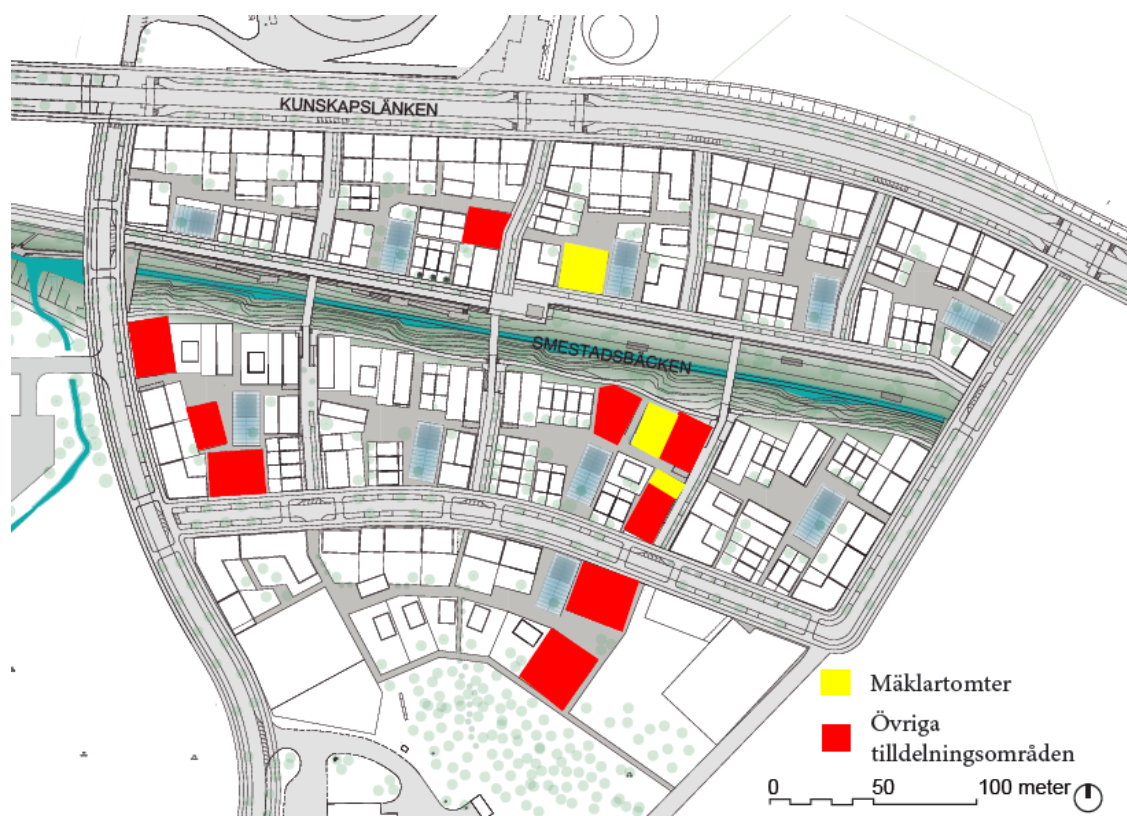 KUNSKAPSLÄNKEN
SMESTADSBÄCKEN
Mäklartomter
Övriga
tilldelningsområden
0 50 100 meter